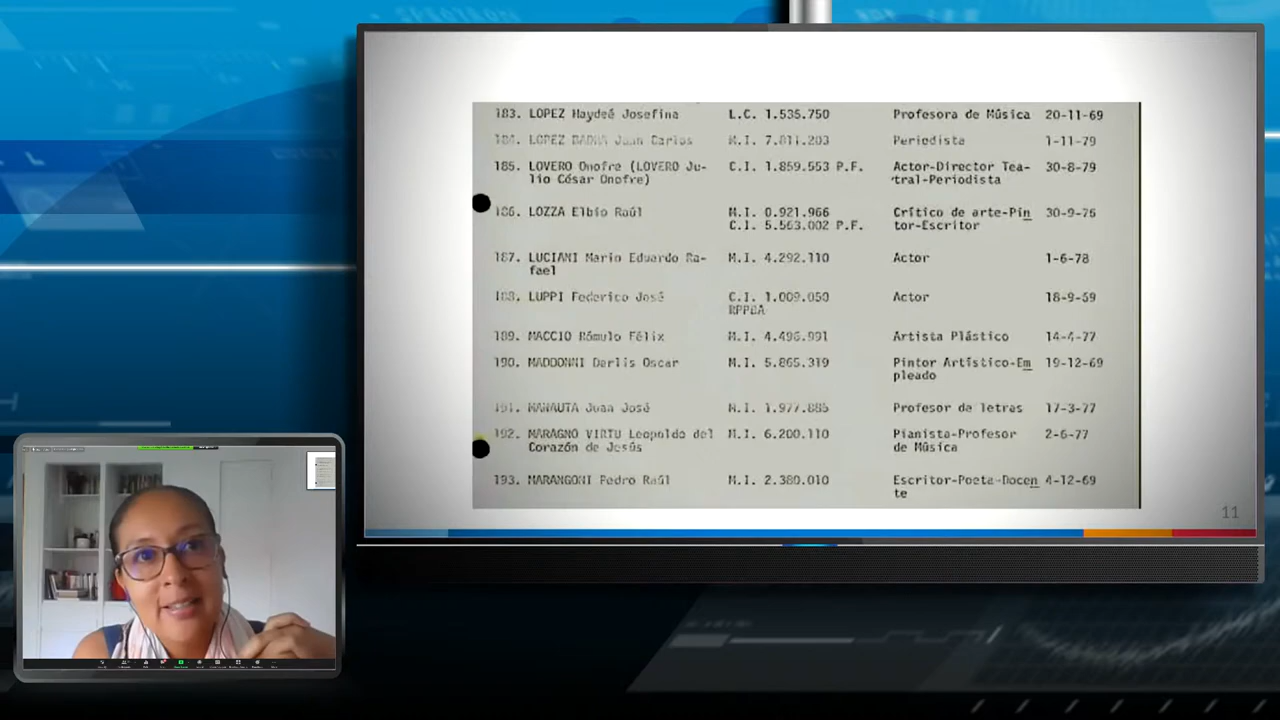 183. LOPEZ Haydeé Josefina L.C. 1.536.750 Profesora de Música 20-11-69
184. LOPEZ Juan Carlos M.I. 7.811.203 Periodista 1-11-79
185. LOVERO Onofre (LOVERO Ju- C.I. 1.859.553 P.F. Actor-Director Tea- 30-8-79
lio César Onofre) tral-Periodista
186. LOZZA Elbio Raúl M.I. 0.921.966 Crítico de arte-Pin 30-9-75
C.I. 5.563.002 P.F. tor-Escritor
187. LUCIANI Mario Eduardo Ra- M.I. 4.292.110 Actor 1-6-78
fael
188. LUPPI Federico José C.I. 1.009.050 Actor 18-9-69
RPPBA
189. MACCIO Rómulo Félix M.I. 4.496.991 Artista Plástico 14-4-77
190. MADDONNI Derlis Oscar M.I. 5.865.319 Pintor Artístico-Em 19-12-69
pleado
191. MANAUTA Juan José M.I. 1.977.885 Profesor de letras 17-3-77
192. MARAGNO VIRTU Leopoldo del M.I. 6.200.110 Pianista-Profesor 2-6-77
Corazón de Jesús de Música
193. MARANGONI Pedro Raúl M.I. 2.380.010 Escritor-Poeta-Docen 4-12-69
te
11